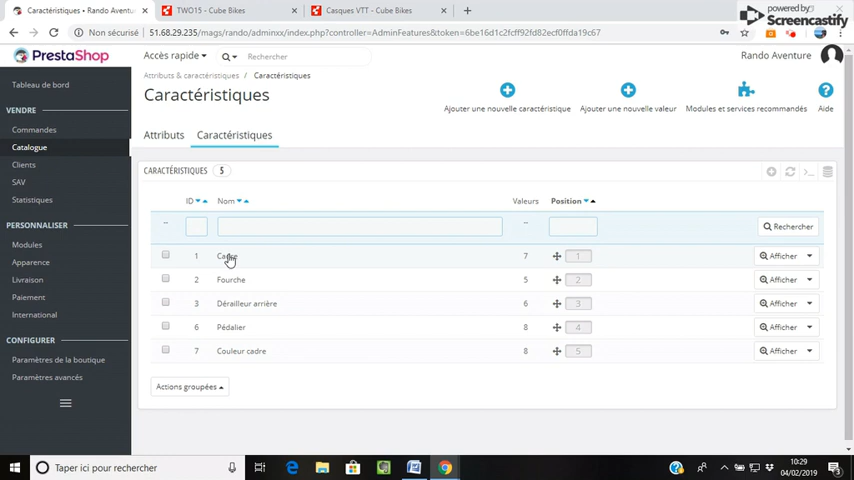 Caractéristiques • Rando Aventur
TWO15 - Cube Bikes
Casques VTT - Cube Bikes
powered by
Screencastify
Non sécurisé 51.68.29.235/mags/rando/adminxx/index.php?controller=AdminFeatures&token=6be16d1c2fcff92fd82ecf0ffda19c67
PrestaShop
Accès rapide
Rechercher
Rando Aventure
Attributs & caractéristiques / Caractéristiques
Caractéristiques
Ajouter une nouvelle caractéristique
Ajouter une nouvelle valeur
Modules et services recommandés
Aide
Attributs Caractéristiques
Tableau de bord
VENDRE
Commandes
Catalogue
Clients
SAV
Statistiques
PERSONNALISER
Modules
Apparence
Livraison
Paiement
International
CONFIGURER
Paramètres de la boutique
Paramètres avancés
CARACTÉRISTIQUES 5
ID Nom Valeurs Position
-- -- Rechercher
1 Cadre 7 1 Afficher
2 Fourche 5 2 Afficher
3 Dérailleur arrière 6 3 Afficher
6 Pédalier 8 4 Afficher
7 Couleur cadre 8 5 Afficher
Actions groupées
Taper ici pour rechercher
10:29
04/02/2019
3